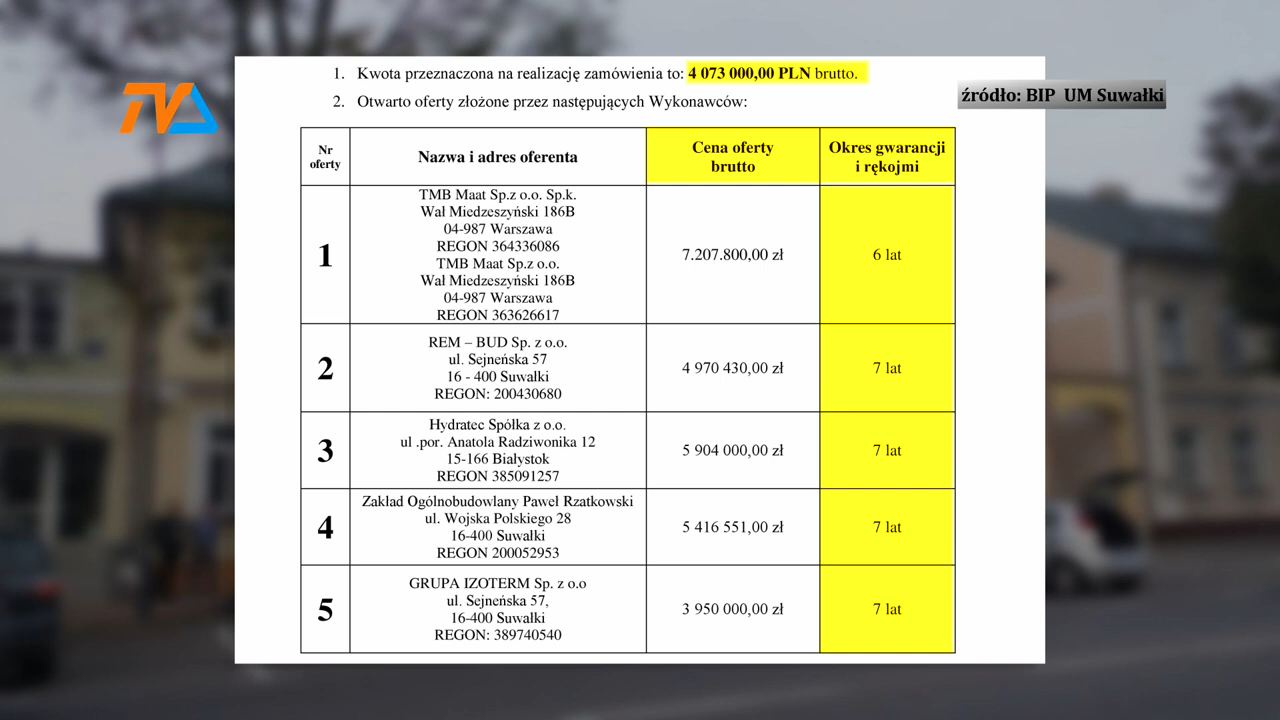 TVΔ
źródło: BIP UM Suwałki
1. Kwota przeznaczona na realizację zamówienia to: 4 073 000,00 PLN brutto.
2. Otwarto oferty złożone przez następujących Wykonawców:
Nr oferty
Nazwa i adres oferenta
Cena oferty brutto
Okres gwarancji i rękojmi
1
TMB Maat Sp.z o.o. Sp.k.
Wał Miedzeszyński 186B
04-987 Warszawa
REGON 364336086
TMB Maat Sp.z o.o.
Wał Miedzeszyński 186B
04-987 Warszawa
REGON 363626617
7.207.800,00 zł
6 lat
2
REM – BUD Sp. z o.o.
ul. Sejneńska 57
16 - 400 Suwałki
REGON: 200430680
4 970 430,00 zł
7 lat
3
Hydratec Spółka z o.o.
ul .por. Anatola Radziwonika 12
15-166 Białystok
REGON 385091257
5 904 000,00 zł
7 lat
4
Zakład Ogólnobudowlany Paweł Rzatkowski
ul. Wojska Polskiego 28
16-400 Suwałki
REGON 200052953
5 416 551,00 zł
7 lat
5
GRUPA IZOTERM Sp. z o.o
ul. Sejneńska 57,
16-400 Suwałki
REGON: 389740540
3 950 000,00 zł
7 lat